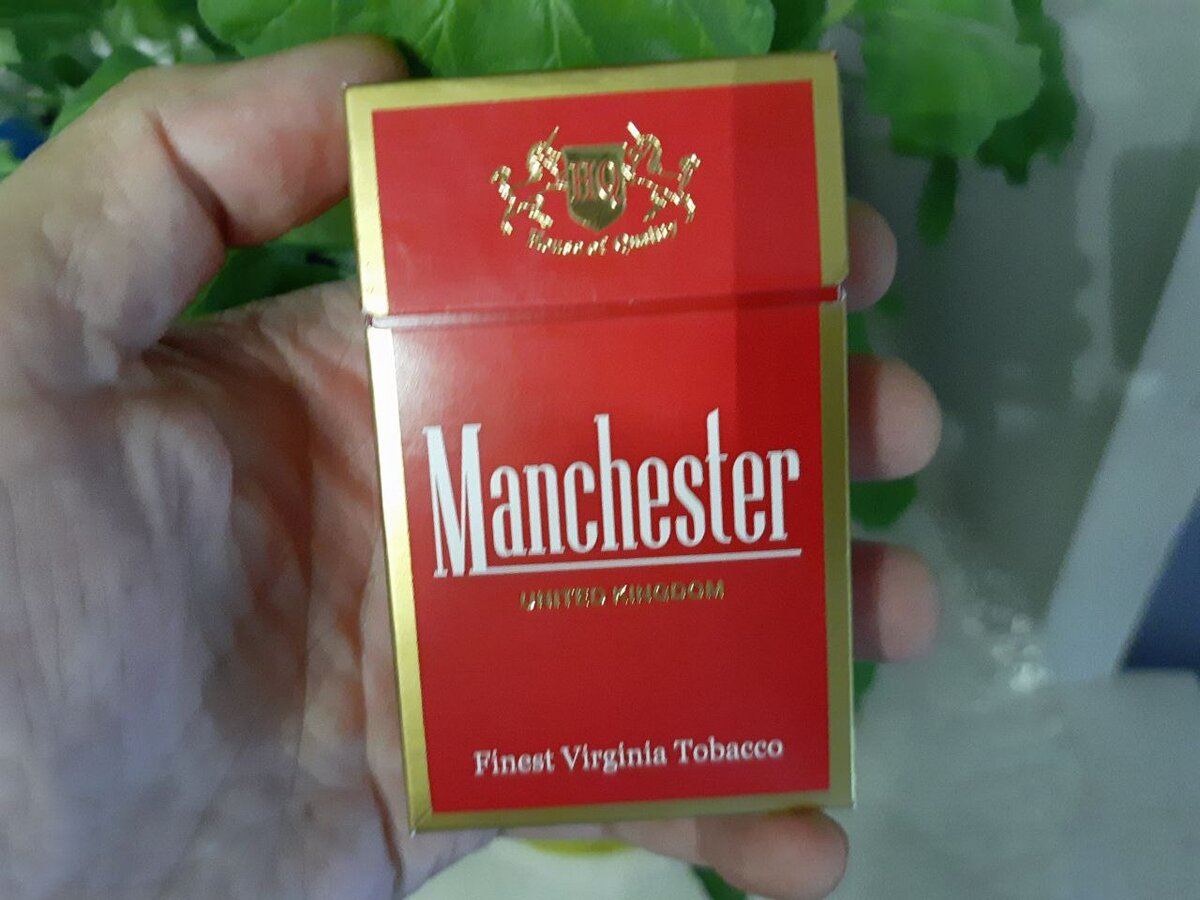 HQ
House of Quality
Manchester
UNITED KINGDOM
Finest Virginia Tobacco